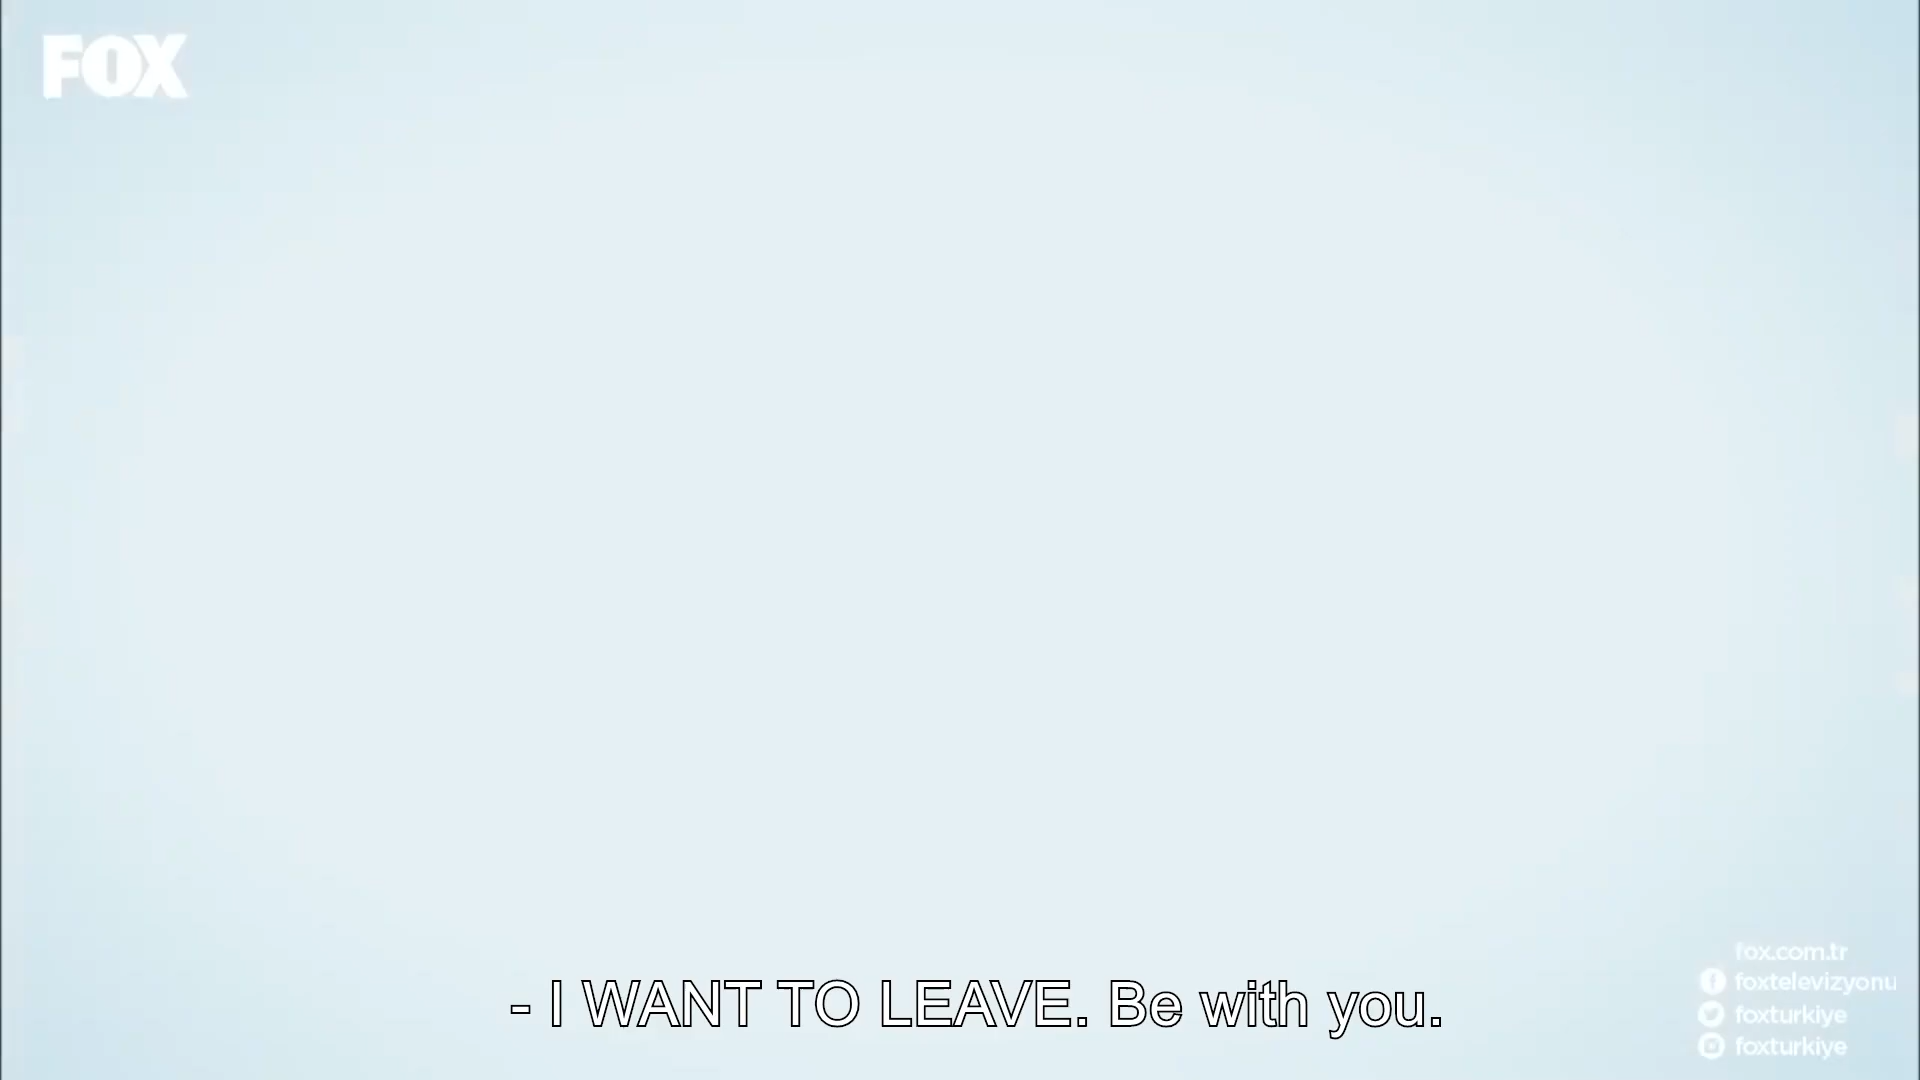 FOX
- I WANT TO LEAVE. Be with you.
fox.com.tr
foxtelevizyonu
foxturkiye
foxturkiye